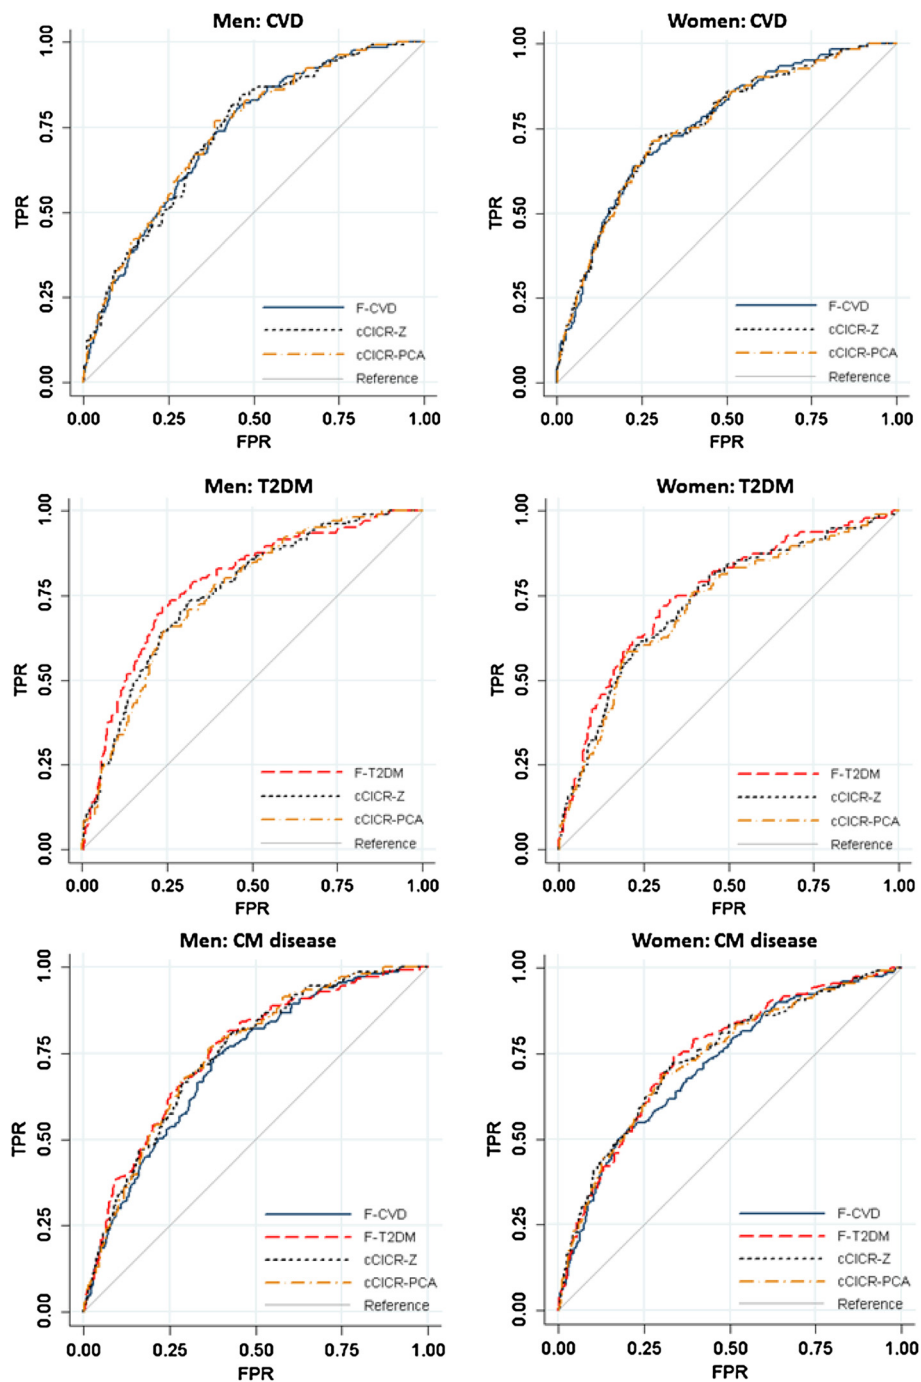 Men: CVD
1.00
0.75
0.50
0.25
0.00
TPR
F-CVD
cCICR-Z
cCICR-PCA
Reference
0.00 0.25 0.50 0.75 1.00
FPR
Women: CVD
1.00
0.75
0.50
0.25
0.00
TPR
F-CVD
cCICR-Z
cCICR-PCA
Reference
0.00 0.25 0.50 0.75 1.00
FPR
Men: T2DM
1.00
0.75
0.50
0.25
0.00
TPR
F-T2DM
cCICR-Z
cCICR-PCA
Reference
0.00 0.25 0.50 0.75 1.00
FPR
Women: T2DM
1.00
0.75
0.50
0.25
0.00
TPR
F-T2DM
cCICR-Z
cCICR-PCA
Reference
0.00 0.25 0.50 0.75 1.00
FPR
Men: CM disease
1.00
0.75
0.50
0.25
0.00
TPR
F-CVD
F-T2DM
cCICR-Z
cCICR-PCA
Reference
0.00 0.25 0.50 0.75 1.00
FPR
Women: CM disease
1.00
0.75
0.50
0.25
0.00
TPR
F-CVD
F-T2DM
cCICR-Z
cCICR-PCA
Reference
0.00 0.25 0.50 0.75 1.00
FPR